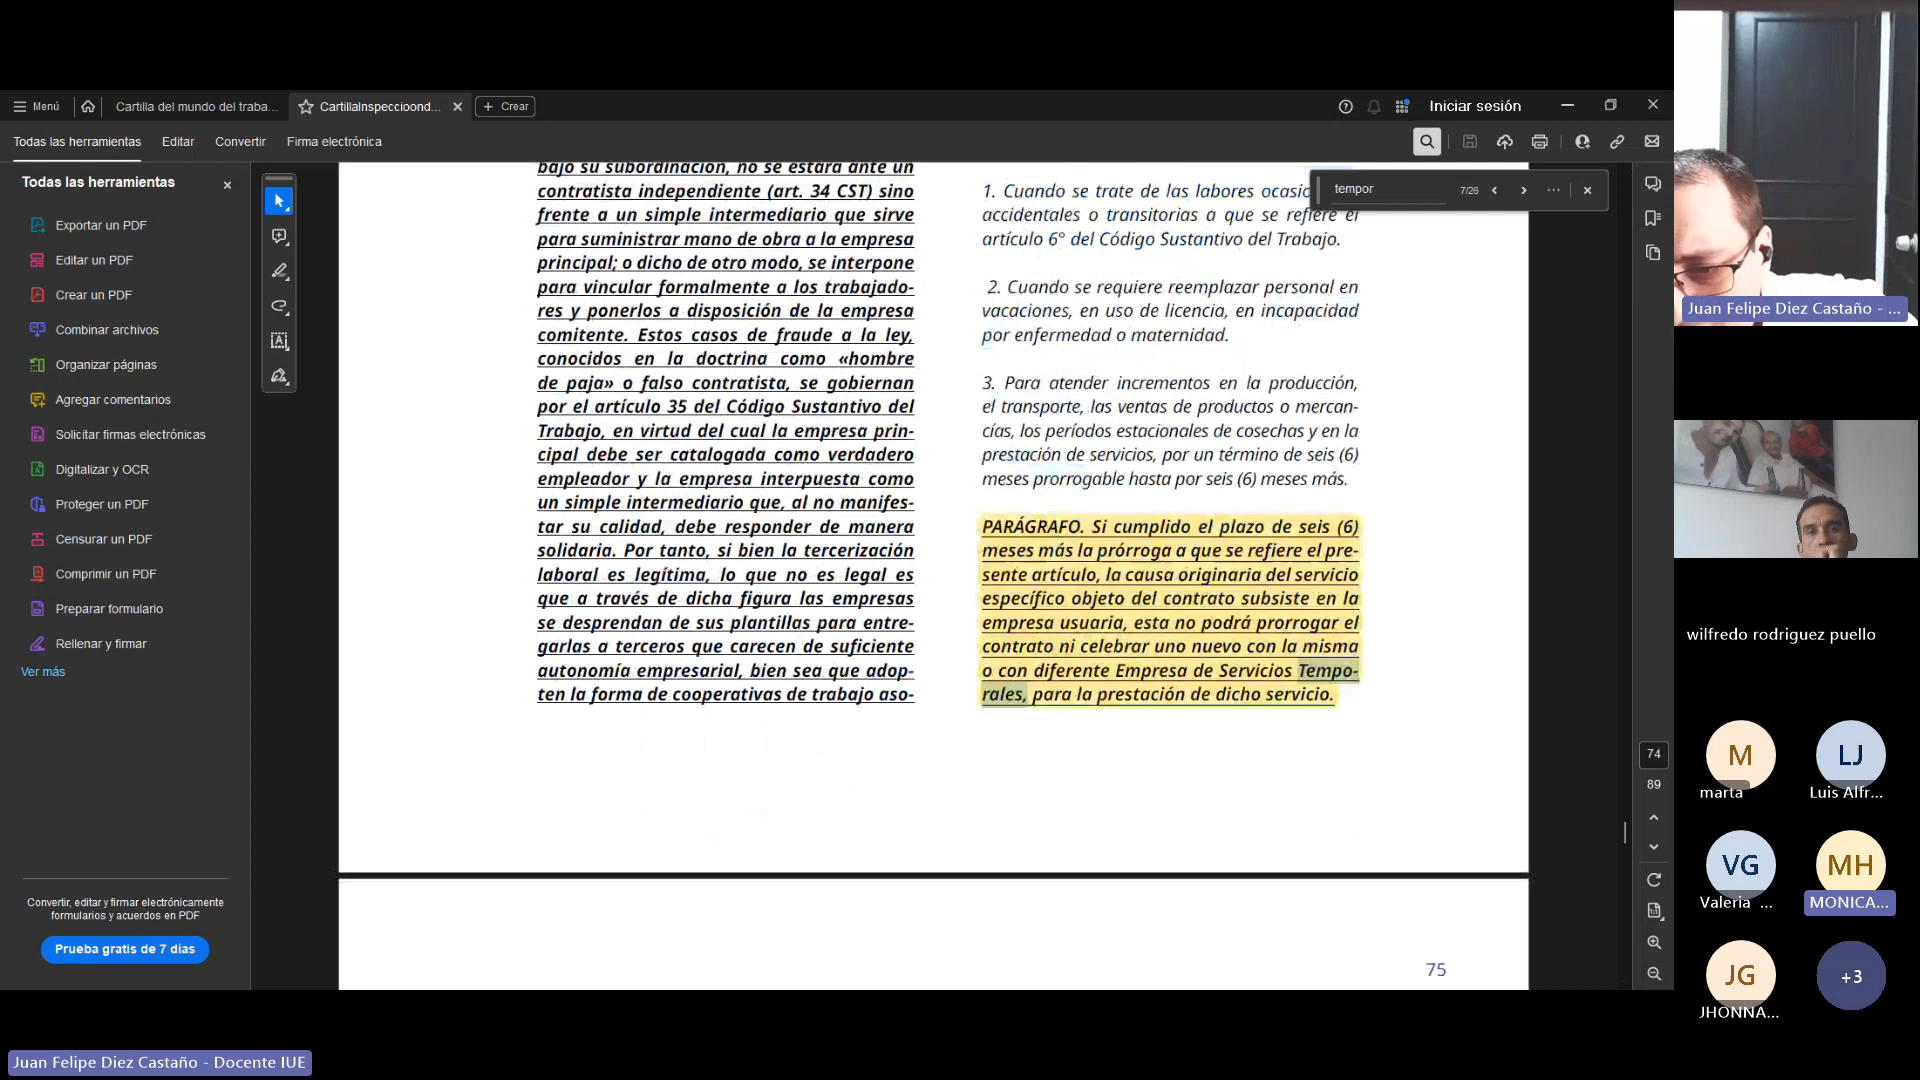 Menú
Cartilla del mundo del traba...
CartillaInspeccioond...
Crear
Iniciar sesión
Todas las herramientas
Editar
Convertir
Firma electrónica
Todas las herramientas
Exportar un PDF
Editar un PDF
Crear un PDF
Combinar archivos
Organizar páginas
Agregar comentarios
Solicitar firmas electrónicas
Digitalizar y OCR
Proteger un PDF
Censurar un PDF
Comprimir un PDF
Preparar formulario
Rellenar y firmar
Ver más
Convertir, editar y firmar electrónicamente
formularios y acuerdos en PDF
Prueba gratis de 7 días
bajo su subordinación, no se estará ante un
contratista independiente (art. 34 CST) sino
frente a un simple intermediario que sirve
para suministrar mano de obra a la empresa
principal; o dicho de otro modo, se interpone
para vincular formalmente a los trabajado-
res y ponerlos a disposición de la empresa
comitente. Estos casos de fraude a la ley,
conocidos en la doctrina como «hombre
de paja» o falso contratista, se gobiernan
por el artículo 35 del Código Sustantivo del
Trabajo, en virtud del cual la empresa prin-
cipal debe ser catalogada como verdadero
empleador y la empresa interpuesta como
un simple intermediario que, al no manifes-
tar su calidad, debe responder de manera
solidaria. Por tanto, si bien la tercerización
laboral es legítima, lo que no es legal es
que a través de dicha figura las empresas
se desprendan de sus plantillas para entre-
garlas a terceros que carecen de suficiente
autonomía empresarial, bien sea que adop-
ten la forma de cooperativas de trabajo aso-
tempor
7/26
1. Cuando se trate de las labores ocasi
accidentales o transitorias a que se refiere el
artículo 6° del Código Sustantivo del Trabajo.
2. Cuando se requiere reemplazar personal en
vacaciones, en uso de licencia, en incapacidad
por enfermedad o maternidad.
3. Para atender incrementos en la producción,
el transporte, las ventas de productos o mercan-
cías, los períodos estacionales de cosechas y en la
prestación de servicios, por un término de seis (6)
meses prorrogable hasta por seis (6) meses más.
PARÁGRAFO. Si cumplido el plazo de seis (6)
meses más la prórroga a que se refiere el pre-
sente artículo, la causa originaria del servicio
específico objeto del contrato subsiste en la
empresa usuaria, esta no podrá prorrogar el
contrato ni celebrar uno nuevo con la misma
o con diferente Empresa de Servicios Tempo-
rales, para la prestación de dicho servicio.
75
74
89
Juan Felipe Diez Castaño - ...
wilfredo rodriguez puello
M
marta
LJ
Luis Alfr...
VG
Valeria ...
MH
MONICA...
JG
JHONNA...
+3
Juan Felipe Diez Castaño - Docente IUE